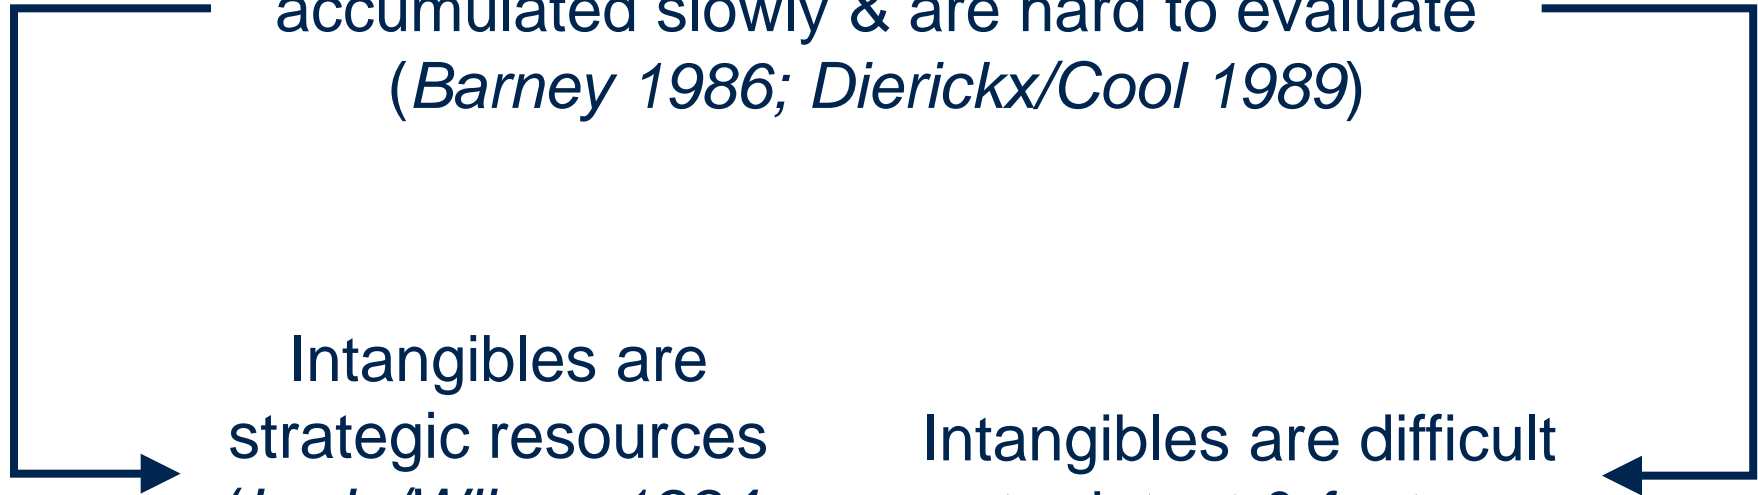 accumulated slowly & are hard to evaluate
(Barney 1986; Dierickx/Cool 1989)
Intangibles are
strategic resources
Intangibles are difficult